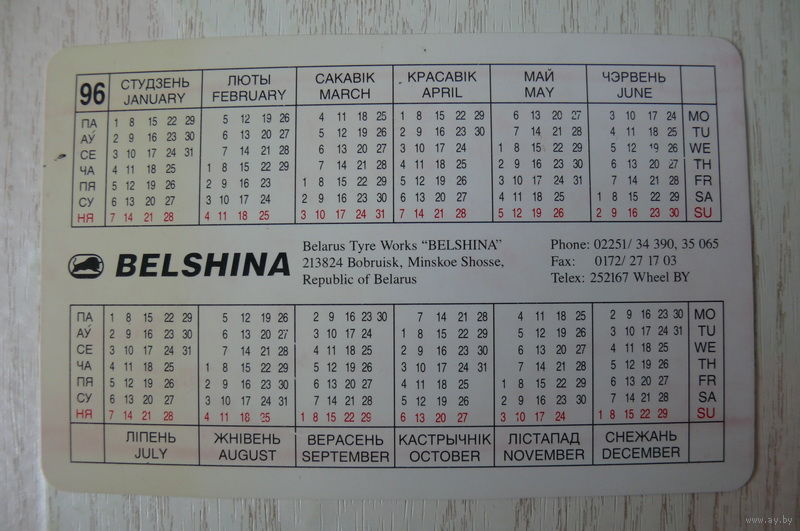 96 СТУДЗЕНЬ ЛЮТЫ САКАВІК КРАСАВІК МАЙ ЧЭРВЕНЬ
JANUARY FEBRUARY MARCH APRIL MAY JUNE
ПА 1 8 15 22 29 5 12 19 26 4 11 18 25 1 8 15 22 29 6 13 20 27 3 10 17 24 MO
АЎ 2 9 16 23 30 6 13 20 27 5 12 19 26 2 9 16 23 30 7 14 21 28 4 11 18 25 TU
СЕ 3 10 17 24 31 7 14 21 28 6 13 20 27 3 10 17 24 1 8 15 22 29 5 12 19 26 WE
ЧА 4 11 18 25 1 8 15 22 29 7 14 21 28 4 11 18 25 2 9 16 23 30 6 13 20 27 TH
ПЯ 5 12 19 26 2 9 16 23 1 8 15 22 29 5 12 19 26 3 10 17 24 31 7 14 21 28 FR
СУ 6 13 20 27 3 10 17 24 2 9 16 23 30 6 13 20 27 4 11 18 25 1 8 15 22 29 SA
НЯ 7 14 21 28 4 11 18 25 3 10 17 24 31 7 14 21 28 5 12 19 26 2 9 16 23 30 SU
BELSHINA
Belarus Tyre Works “BELSHINA”
213824 Bobruisk, Minskoe Shosse,
Republic of Belarus
Phone: 02251/ 34 390, 35 065
Fax: 0172/ 27 17 03
Telex: 252167 Wheel BY
ПА 1 8 15 22 29 5 12 19 26 2 9 16 23 30 7 14 21 28 4 11 18 25 2 9 16 23 30 MO
АЎ 2 9 16 23 30 6 13 20 27 3 10 17 24 1 8 15 22 29 5 12 19 26 3 10 17 24 31 TU
СЕ 3 10 17 24 31 7 14 21 28 4 11 18 25 2 9 16 23 30 6 13 20 27 4 11 18 25 WE
ЧА 4 11 18 25 1 8 15 22 29 5 12 19 26 3 10 17 24 31 7 14 21 28 5 12 19 26 TH
ПЯ 5 12 19 26 2 9 16 23 30 6 13 20 27 4 11 18 25 1 8 15 22 29 6 13 20 27 FR
СУ 6 13 20 27 3 10 17 24 31 7 14 21 28 5 12 19 26 2 9 16 23 30 7 14 21 28 SA
НЯ 7 14 21 28 4 11 18 25 1 8 15 22 29 6 13 20 27 3 10 17 24 1 8 15 22 29 SU
ЛІПЕНЬ ЖНІВЕНЬ ВЕРАСЕНЬ КАСТРЫЧНІК ЛІСТАПАД СНЕЖАНЬ
JULY AUGUST SEPTEMBER OCTOBER NOVEMBER DECEMBER
www.ay.by